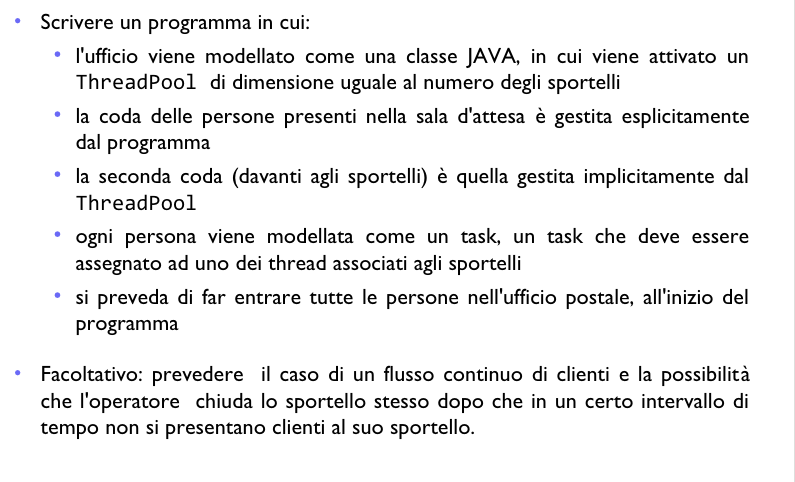 • Scrivere un programma in cui:
• l'ufficio viene modellato come una classe JAVA, in cui viene attivato un
ThreadPool di dimensione uguale al numero degli sportelli
• la coda delle persone presenti nella sala d'attesa è gestita esplicitamente
dal programma
• la seconda coda (davanti agli sportelli) è quella gestita implicitamente dal
ThreadPool
• ogni persona viene modellata come un task, un task che deve essere
assegnato ad uno dei thread associati agli sportelli
• si preveda di far entrare tutte le persone nell'ufficio postale, all'inizio del
programma
• Facoltativo: prevedere il caso di un flusso continuo di clienti e la possibilità
che l'operatore chiuda lo sportello stesso dopo che in un certo intervallo di
tempo non si presentano clienti al suo sportello.